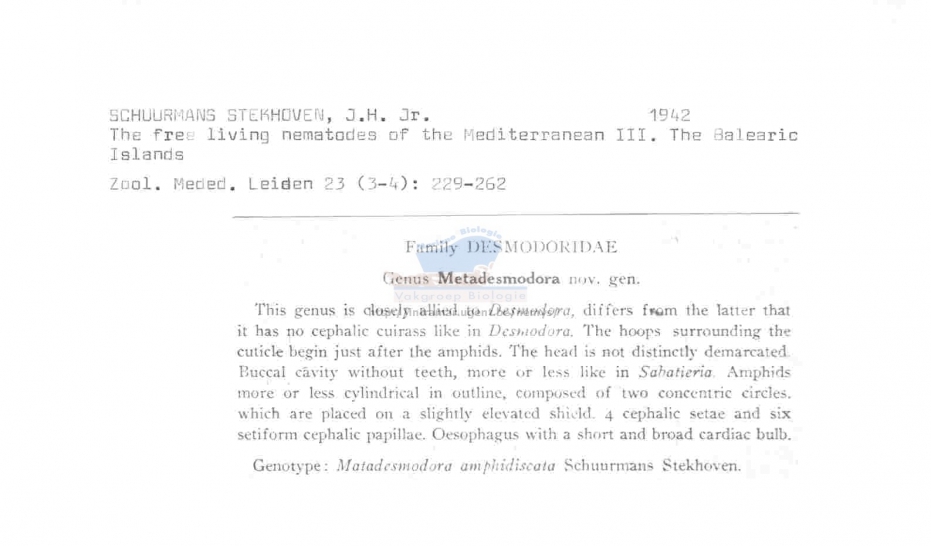 SCHUURMANS STEKHOVEN, J.H. Jr. 1942
The free living nematodes of the Mediterranean III. The Balearic
Islands
Zool. Meded. Leiden 23 (3-4): 229-262
Family DESMODORIDAE
Genus Metadesmodora nov. gen.
Vakgroep Biologie
This genus is closely allied to Desmodora, differs from the latter that
it has no cephalic cuirass like in Desmodora. The hoops surrounding the
cuticle begin just after the amphids. The head is not distinctly demarcated.
Buccal cavity without teeth, more or less like in Sabatieria. Amphids
more or less cylindrical in outline, composed of two concentric circles.
which are placed on a slightly elevated shield. 4 cephalic setae and six
setiform cephalic papillae. Oesophagus with a short and broad cardiac bulb.
Genotype: Matadesmodora amphidiscata Schuurmans Stekhoven.